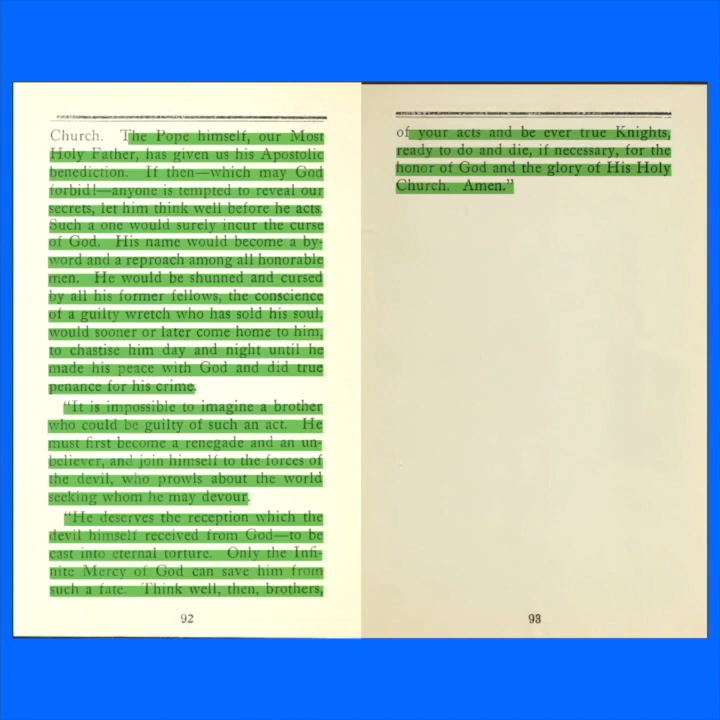 Church. The Pope himself, our Most
Holy Father, has given us his Apostolic
benediction. If then—which may God
forbid!—anyone is tempted to reveal our
secrets, let him think well before he acts.
Such a one would surely incur the curse
of God. His name would become a by-
word and a reproach among all honorable
men. He would be shunned and cursed
by all his former fellows, the conscience
of a guilty wretch who has sold his soul,
would sooner or later come home to him,
to chastise him day and night until he
made his peace with God and did true
penance for his crime.
“It is impossible to imagine a brother
who could be guilty of such an act. He
must first become a renegade and an un-
believer, and join himself to the forces of
the devil, who prowls about the world
seeking whom he may devour.
“He deserves the reception which the
devil himself received from God—to be
cast into eternal torture. Only the Infi-
nite Mercy of God can save him from
such a fate. Think well, then, brothers,
92
of your acts and be ever true Knights,
ready to do and die, if necessary, for the
honor of God and the glory of His Holy
Church. Amen.”
93